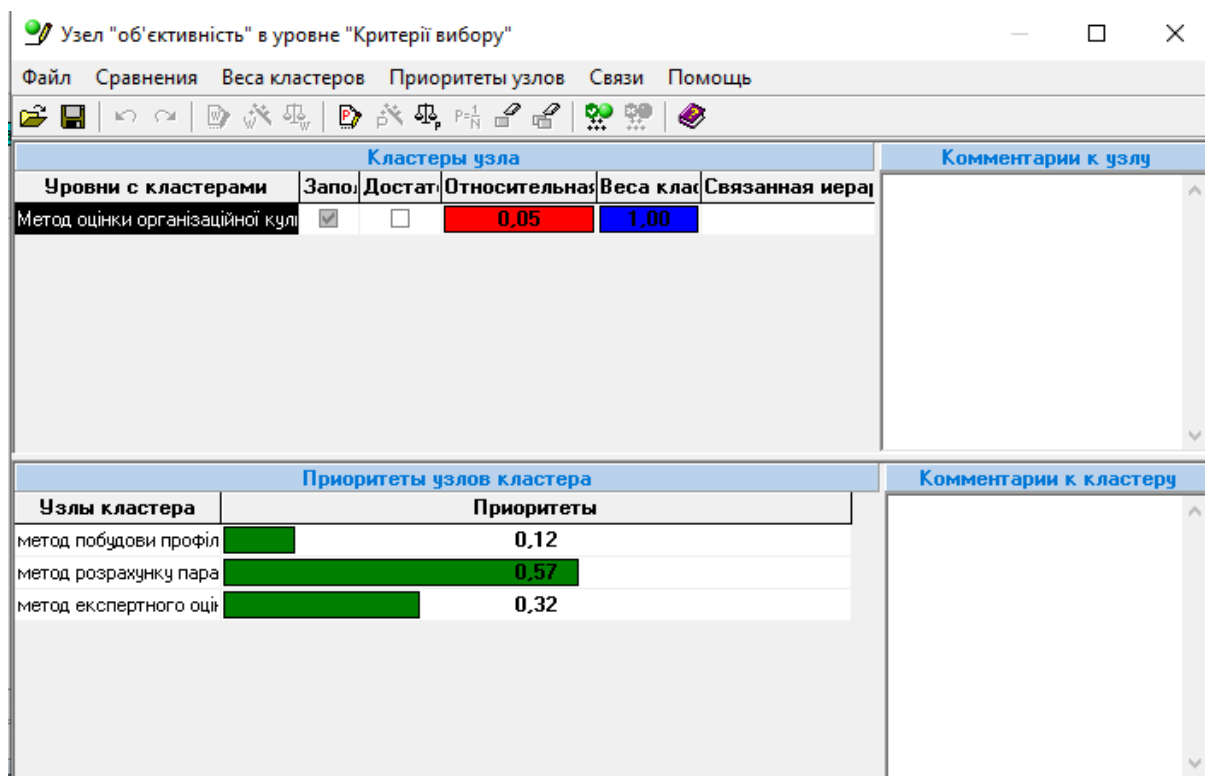 Узел "об'єктивність" в уровне "Критерії вибору"
Файл Сравнения Веса кластеров Приоритеты узлов Связи Помощь
Кластеры узла Комментарии к узлу
Уровни с кластерами Запо. Достат Относительная Веса клас Связанная иерар
Метод оцінки організаційної кул 0,05 1,00
Приоритеты узлов кластера Комментарии к кластеру
Узлы кластера Приоритеты
метод побудови профіл 0,12
метод розрахунку пара 0,57
метод експертного оцін 0,32